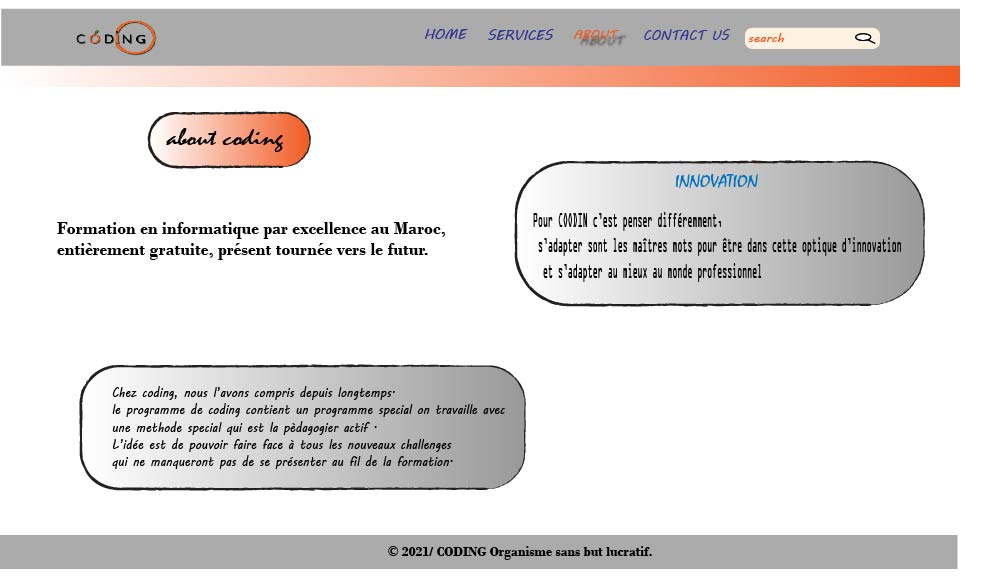 CODING
HOME SERVICES ABOUT CONTACT US search
about coding
INNOVATION
Pour COODIN c'est penser différemment,
s'adapter sont les maîtres mots pour être dans cette optique d'innovation
et s'adapter au mieux au monde professionnel
Formation en informatique par excellence au Maroc,
entièrement gratuite, présent tournée vers le futur.
Chez coding, nous l'avons compris depuis longtemps.
le programme de coding contient un programme special on travaille avec
une methode special qui est la pèdagogier actif .
L'idée est de pouvoir faire face à tous les nouveaux challenges
qui ne manqueront pas de se présenter au fil de la formation.
© 2021/ CODING Organisme sans but lucratif.